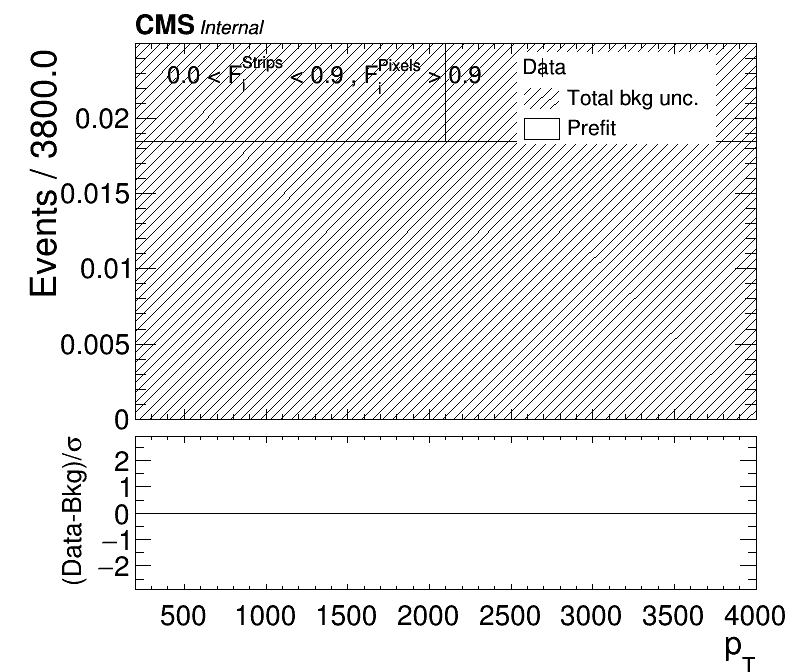 CMS Internal
0.0 < F_i^Strips < 0.9 , F_i^Pixels > 0.9
Data
Total bkg unc.
Prefit
Events / 3800.0
0.02
0.015
0.01
0.005
0
(Data-Bkg)/σ
2
1
0
−1
−2
500 1000 1500 2000 2500 3000 3500 4000
p_T